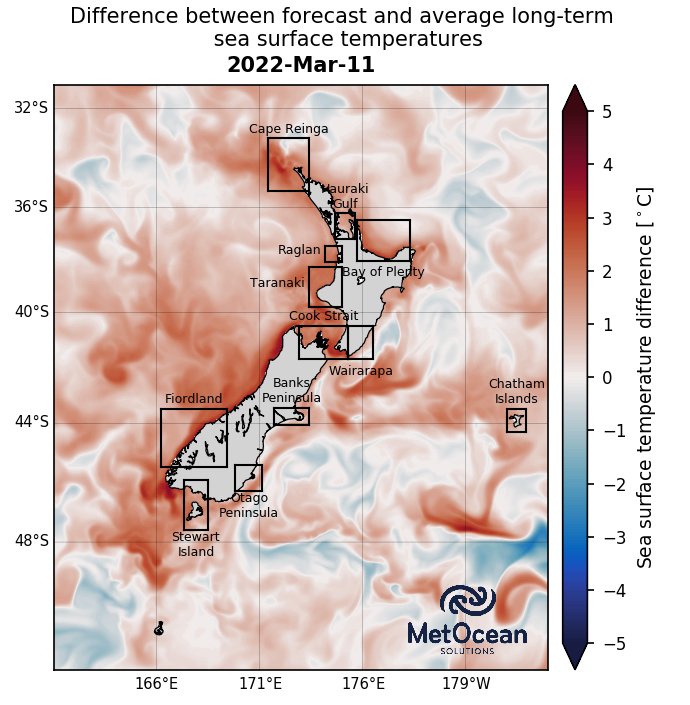 Difference between forecast and average long-term
sea surface temperatures
2022-Mar-11
32°S
36°S
40°S
44°S
48°S
Cape Reinga
Hauraki
Gulf
Raglan
Bay of Plenty
Taranaki
Cook Strait
Wairarapa
Banks
Peninsula
Fiordland
Chatham
Islands
Otago
Peninsula
Stewart
Island
MetOcean
SOLUTIONS
166°E
171°E
176°E
179°W
5
4
3
2
1
0
−1
−2
−3
−4
−5
Sea surface temperature difference [°C]